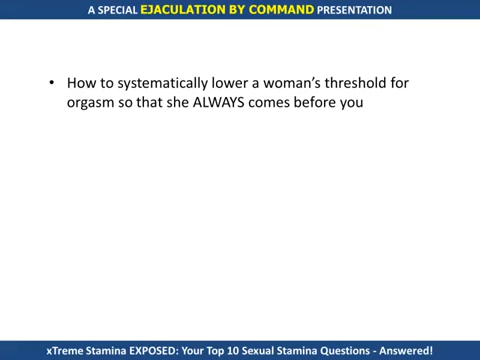 A SPECIAL EJACULATION BY COMMAND PRESENTATION
• How to systematically lower a woman's threshold for
orgasm so that she ALWAYS comes before you
xTreme Stamina EXPOSED: Your Top 10 Sexual Stamina Questions - Answered!